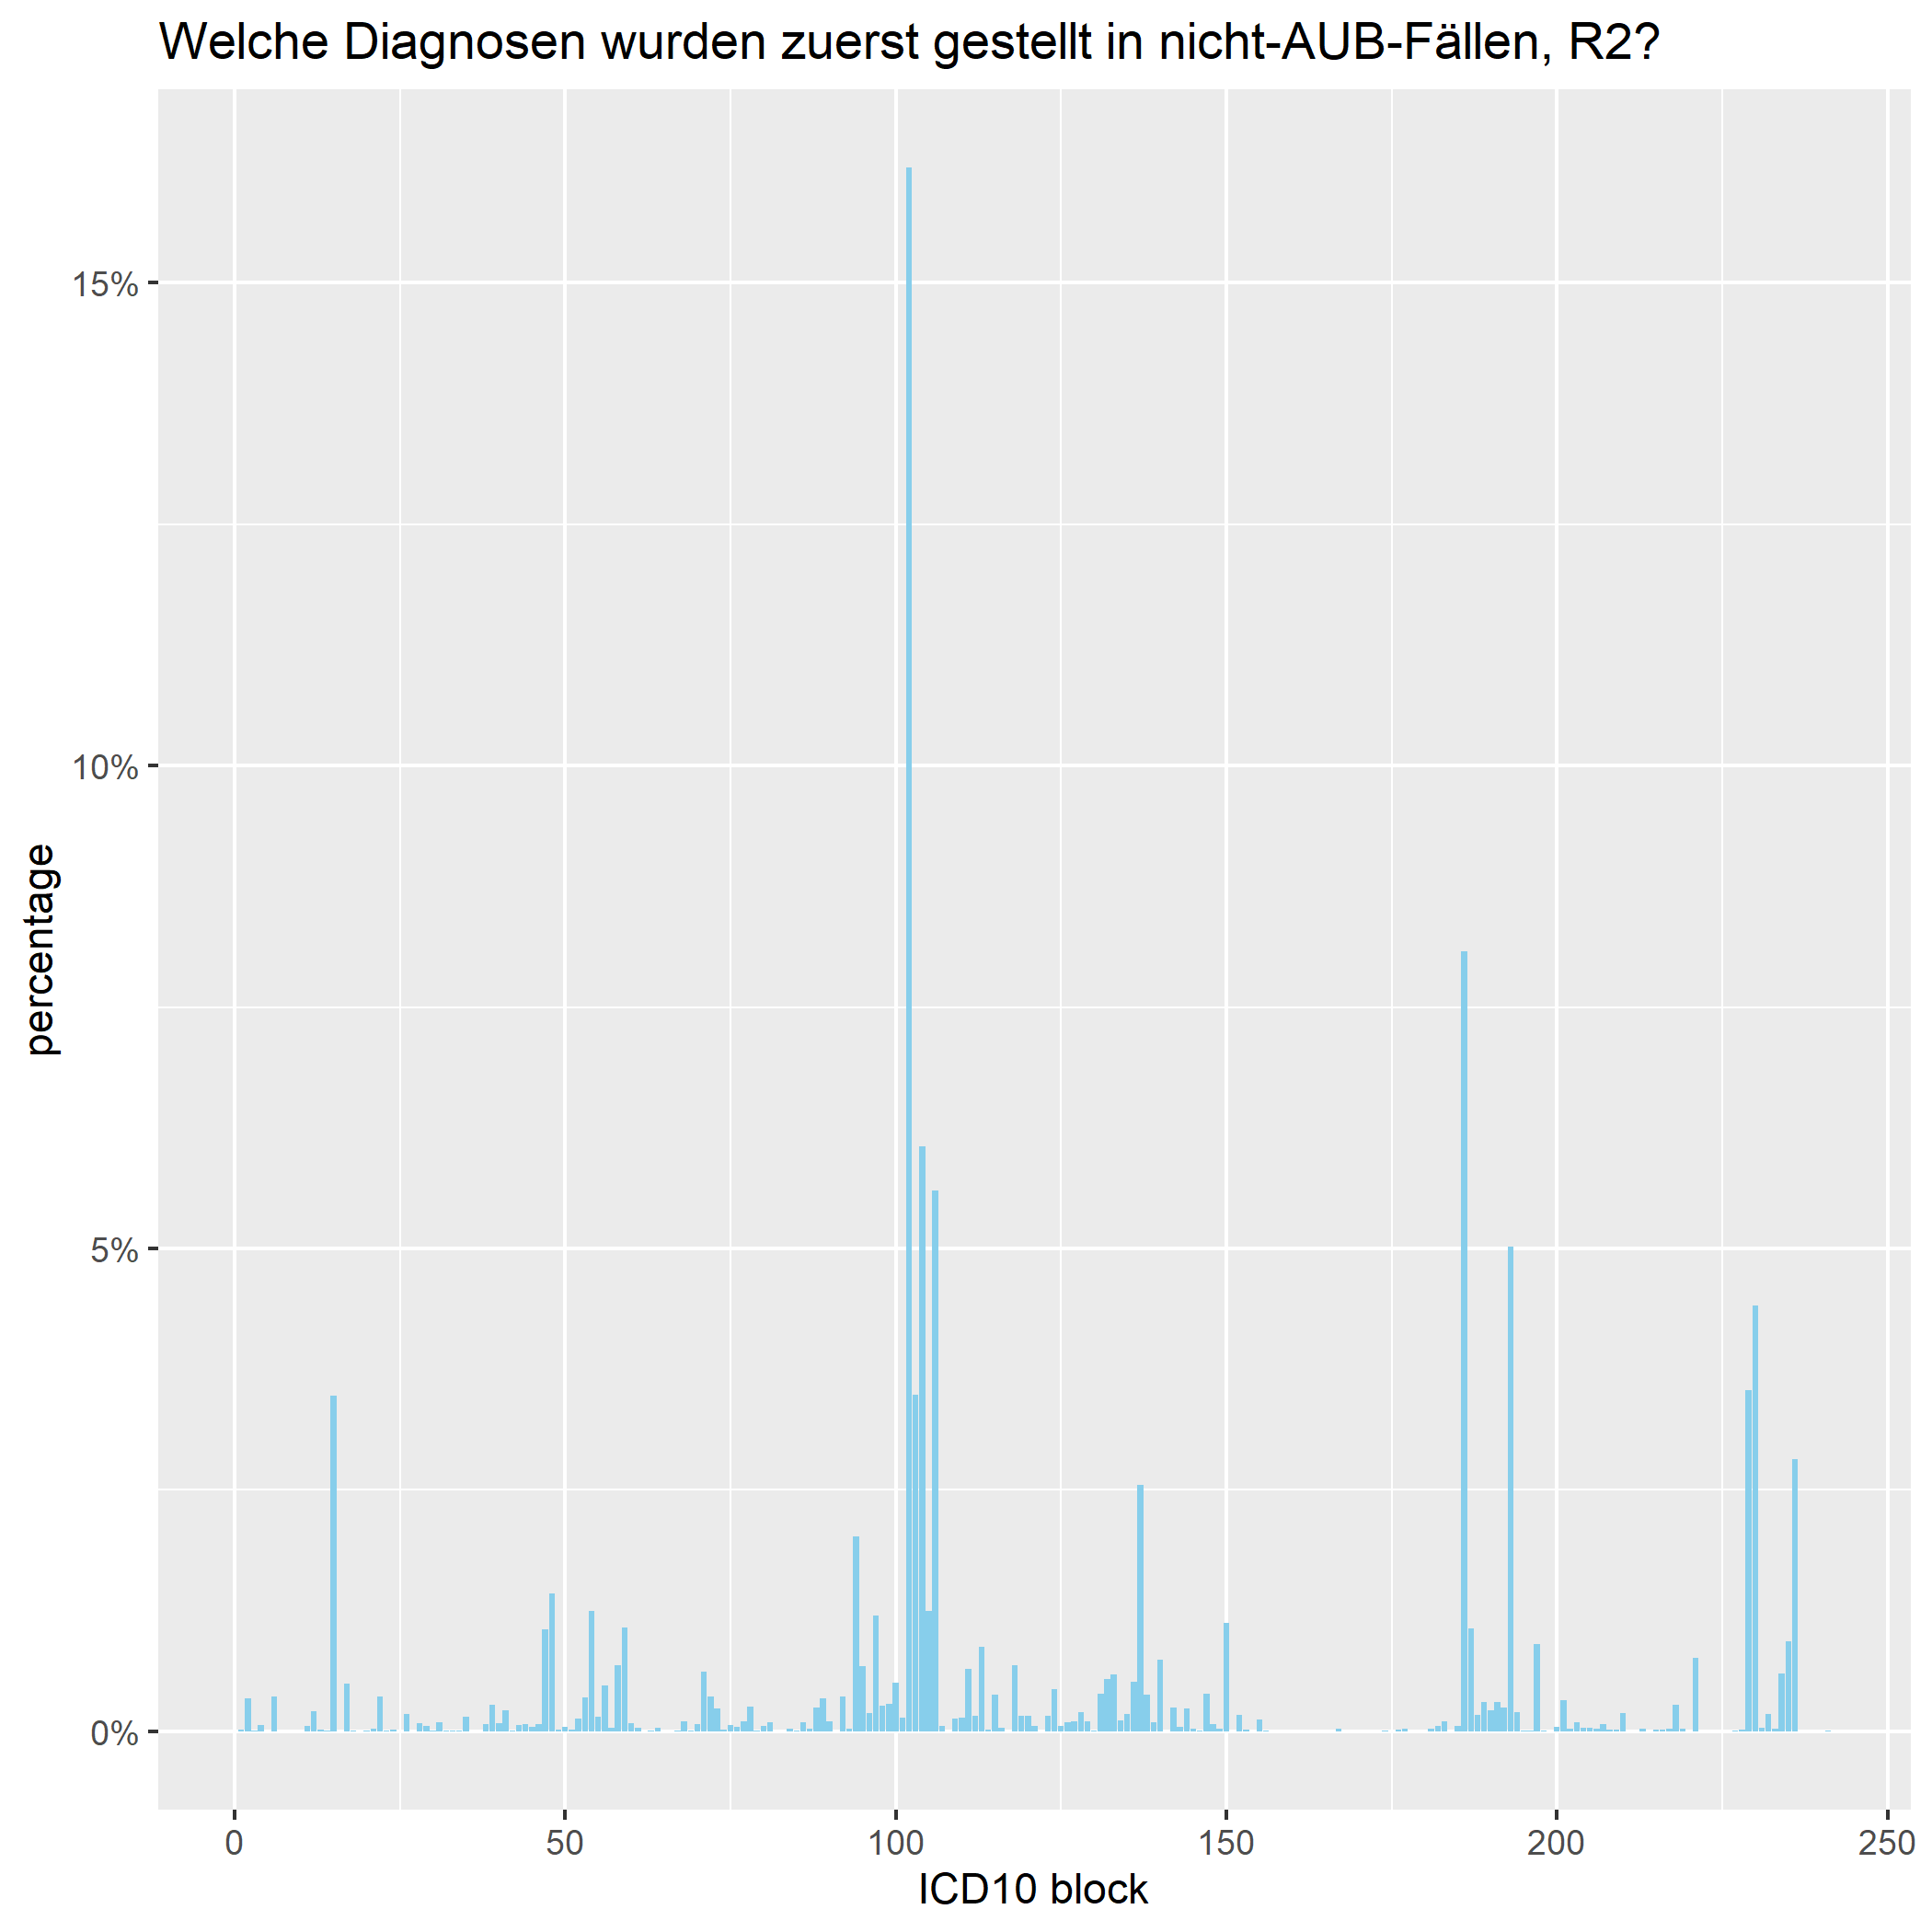 Welche Diagnosen wurden zuerst gestellt in nicht-AUB-Fällen, R2?
15%
10%
5%
0%
percentage
0 50 100 150 200 250
ICD10 block